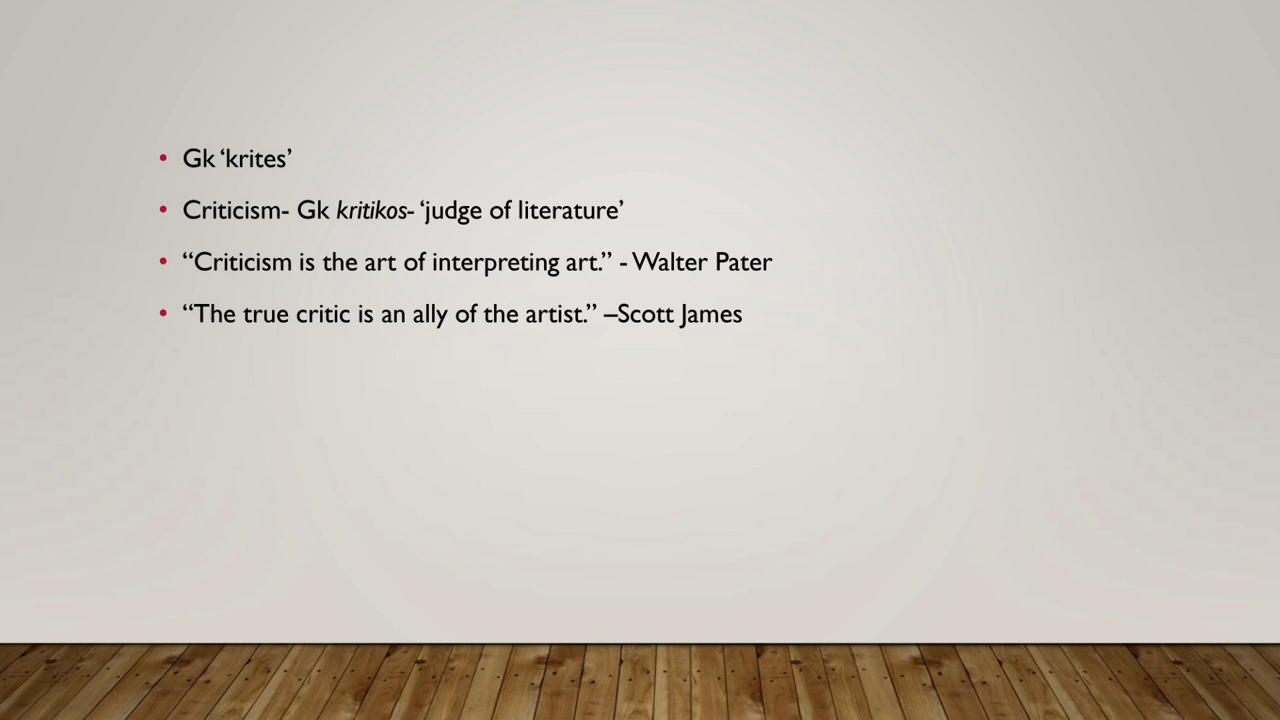 • Gk ‘krites’
• Criticism- Gk kritikos- ‘judge of literature’
• “Criticism is the art of interpreting art.” - Walter Pater
• “The true critic is an ally of the artist.” –Scott James